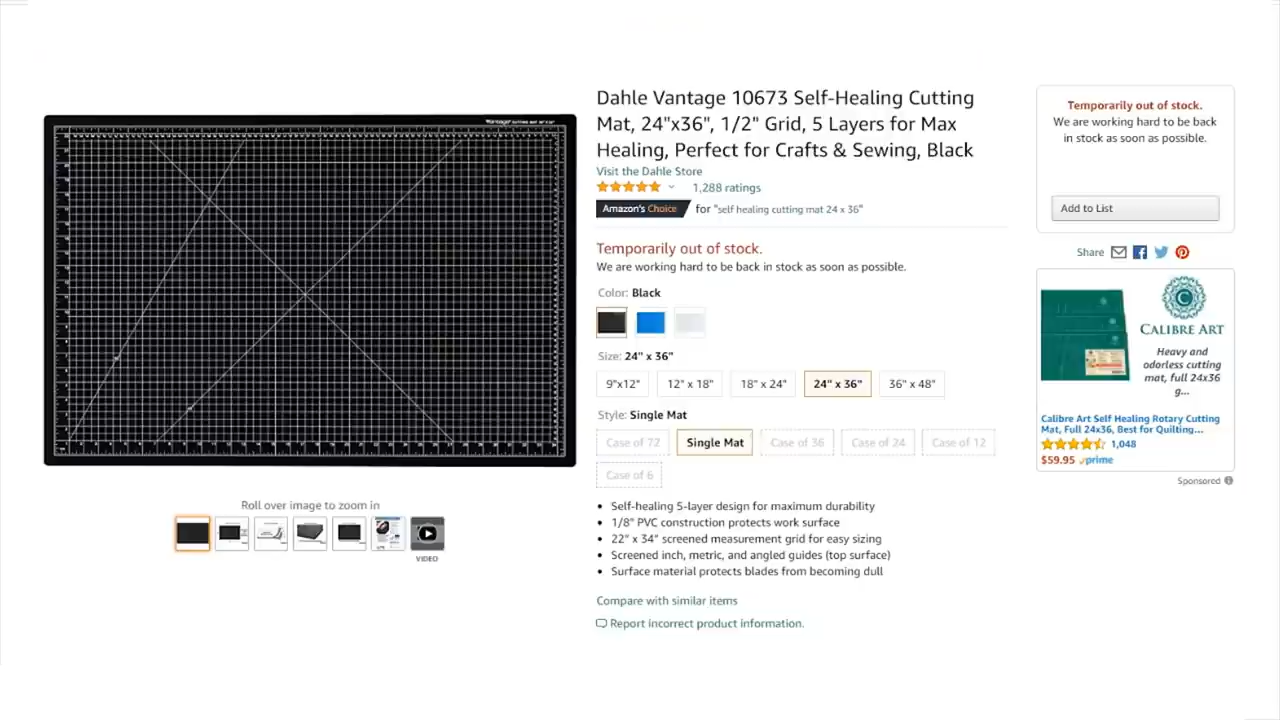 Dahle Vantage 10673 Self-Healing Cutting
Mat, 24"x36", 1/2" Grid, 5 Layers for Max
Healing, Perfect for Crafts & Sewing, Black
Visit the Dahle Store
1,288 ratings
Amazon's Choice for "self healing cutting mat 24 x 36"
Temporarily out of stock.
We are working hard to be back in stock as soon as possible.
Color: Black
Size: 24" x 36"
9"x12" 12" x 18" 18" x 24" 24" x 36" 36" x 48"
Style: Single Mat
Case of 72 Single Mat Case of 36 Case of 24 Case of 12
Case of 6
Self-healing 5-layer design for maximum durability
1/8" PVC construction protects work surface
22" x 34" screened measurement grid for easy sizing
Screened inch, metric, and angled guides (top surface)
Surface material protects blades from becoming dull
Compare with similar items
Report incorrect product information.
Roll over image to zoom in
VIDEO
Temporarily out of stock.
We are working hard to be back
in stock as soon as possible.
Add to List
Share
CALIBRE ART
Heavy and
odorless cutting
mat, full 24x36
g...
Calibre Art Self Healing Rotary Cutting
Mat, Full 24x36, Best for Quilting...
1,048
$59.95 prime
Sponsored